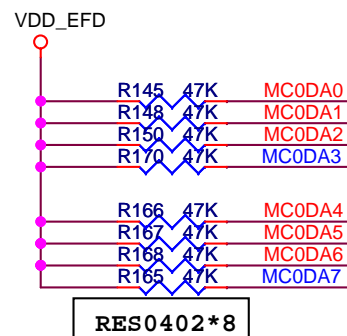 VDD_EFD
R145 47K MC0DA0
R148 47K MC0DA1
R150 47K MC0DA2
R170 47K MC0DA3
R166 47K MC0DA4
R167 47K MC0DA5
R168 47K MC0DA6
R165 47K MC0DA7
RES0402*8